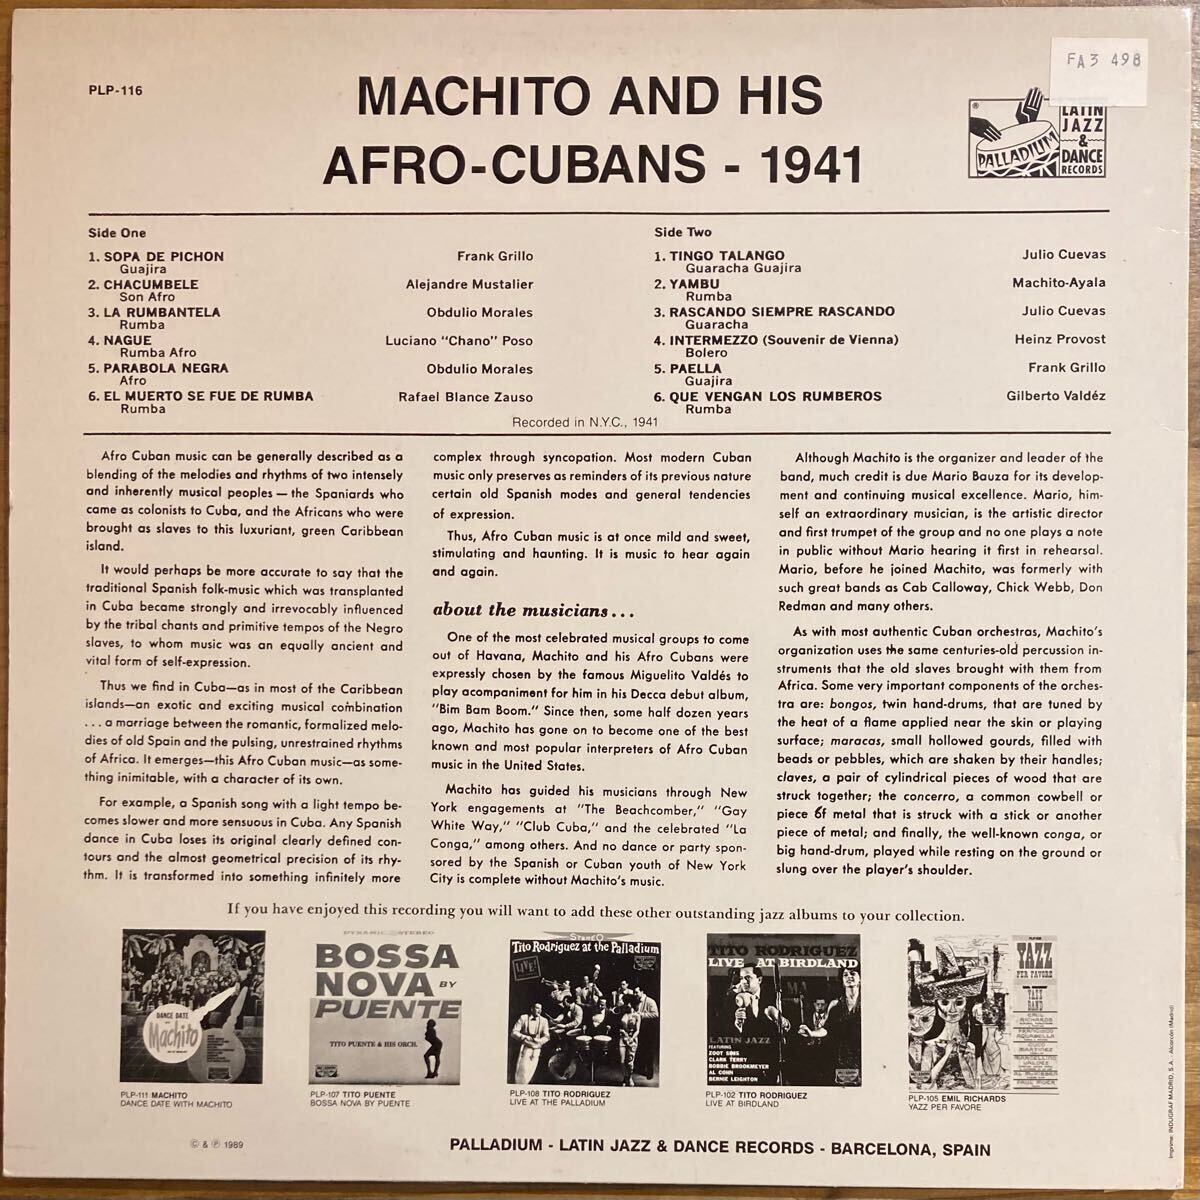 FA3 498
PLP-116
MACHITO AND HIS
AFRO-CUBANS - 1941
®
PALLADIUM
LATIN
JAZZ
&
DANCE
RECORDS
Side One
1. SOPA DE PICHON Frank Grillo
Guajira
2. CHACUMBELE Alejandre Mustalier
Son Afro
3. LA RUMBANTELA Obdulio Morales
Rumba
4. NAGUE Luciano "Chano" Poso
Rumba Afro
5. PARABOLA NEGRA Obdulio Morales
Afro
6. EL MUERTO SE FUE DE RUMBA Rafael Blance Zauso
Rumba
Side Two
1. TINGO TALANGO Julio Cuevas
Guaracha Guajira
2. YAMBU Machito-Ayala
Rumba
3. RASCANDO SIEMPRE RASCANDO Julio Cuevas
Guaracha
4. INTERMEZZO (Souvenir de Vienna) Heinz Provost
Bolero
5. PAELLA Frank Grillo
Guajira
6. QUE VENGAN LOS RUMBEROS Gilberto Valdéz
Rumba
Recorded in N.Y.C., 1941
Afro Cuban music can be generally described as a
blending of the melodies and rhythms of two intensely
and inherently musical peoples — the Spaniards who
came as colonists to Cuba, and the Africans who were
brought as slaves to this luxuriant, green Caribbean
island.
It would perhaps be more accurate to say that the
traditional Spanish folk-music which was transplanted
in Cuba became strongly and irrevocably influenced
by the tribal chants and primitive tempos of the Negro
slaves, to whom music was an equally ancient and
vital form of self-expression.
Thus we find in Cuba—as in most of the Caribbean
islands—an exotic and exciting musical combination
. . . a marriage between the romantic, formalized melo-
dies of old Spain and the pulsing, unrestrained rhythms
of Africa. It emerges—this Afro Cuban music—as some-
thing inimitable, with a character of its own.
For example, a Spanish song with a light tempo be-
comes slower and more sensuous in Cuba. Any Spanish
dance in Cuba loses its original clearly defined con-
tours and the almost geometrical precision of its rhy-
thm. It is transformed into something infinitely more
complex through syncopation. Most modern Cuban
music only preserves as reminders of its previous nature
certain old Spanish modes and general tendencies
of expression.
Thus, Afro Cuban music is at once mild and sweet,
stimulating and haunting. It is music to hear again
and again.
about the musicians...
One of the most celebrated musical groups to come
out of Havana, Machito and his Afro Cubans were
expressly chosen by the famous Miguelito Valdés to
play acompaniment for him in his Decca debut album,
"Bim Bam Boom." Since then, some half dozen years
ago, Machito has gone on to become one of the best
known and most popular interpreters of Afro Cuban
music in the United States.
Machito has guided his musicians through New
York engagements at "The Beachcomber," "Gay
White Way," "Club Cuba," and the celebrated "La
Conga," among others. And no dance or party spon-
sored by the Spanish or Cuban youth of New York
City is complete without Machito's music.
Although Machito is the organizer and leader of the
band, much credit is due Mario Bauza for its develop-
ment and continuing musical excellence. Mario, him-
self an extraordinary musician, is the artistic director
and first trumpet of the group and no one plays a note
in public without Mario hearing it first in rehearsal.
Mario, before he joined Machito, was formerly with
such great bands as Cab Calloway, Chick Webb, Don
Redman and many others.
As with most authentic Cuban orchestras, Machito's
organization uses the same centuries-old percussion in-
struments that the old slaves brought with them from
Africa. Some very important components of the orches-
tra are: bongos, twin hand-drums, that are tuned by
the heat of a flame applied near the skin or playing
surface; maracas, small hollowed gourds, filled with
beads or pebbles, which are shaken by their handles;
claves, a pair of cylindrical pieces of wood that are
struck together; the concerro, a common cowbell or
piece of metal that is struck with a stick or another
piece of metal; and finally, the well-known conga, or
big hand-drum, played while resting on the ground or
slung over the player's shoulder.
If you have enjoyed this recording you will want to add these other outstanding jazz albums to your collection.
DANCE DATE
Machito
DYNAMIC STEREO
BOSSA
NOVA BY
PUENTE
TITO PUENTE & HIS ORCH.
STEREO
Tito Rodriguez at the Palladium
LIVE!
TITO RODRIGUEZ
LIVE AT BIRDLAND
LATIN JAZZ
FEATURING
ZOOT SIMS
CLARK TERRY
BOBBIE BROOKMEYER
AL COHN
BERNIE LEIGHTON
YAZZ
PER FAVORE
YAZZ
BAND
EMIL
RICHARDS
PLP-111 MACHITO
DANCE DATE WITH MACHITO
PLP-107 TITO PUENTE
BOSSA NOVA BY PUENTE
PLP-108 TITO RODRIGUEZ
LIVE AT THE PALLADIUM
PLP-102 TITO RODRIGUEZ
LIVE AT BIRDLAND
PLP-105 EMIL RICHARDS
YAZZ PER FAVORE
© & ℗ 1989
PALLADIUM - LATIN JAZZ & DANCE RECORDS - BARCELONA, SPAIN
Imprime: INDUGRAF MADRID, S.A. - Alcorcón (Madrid)